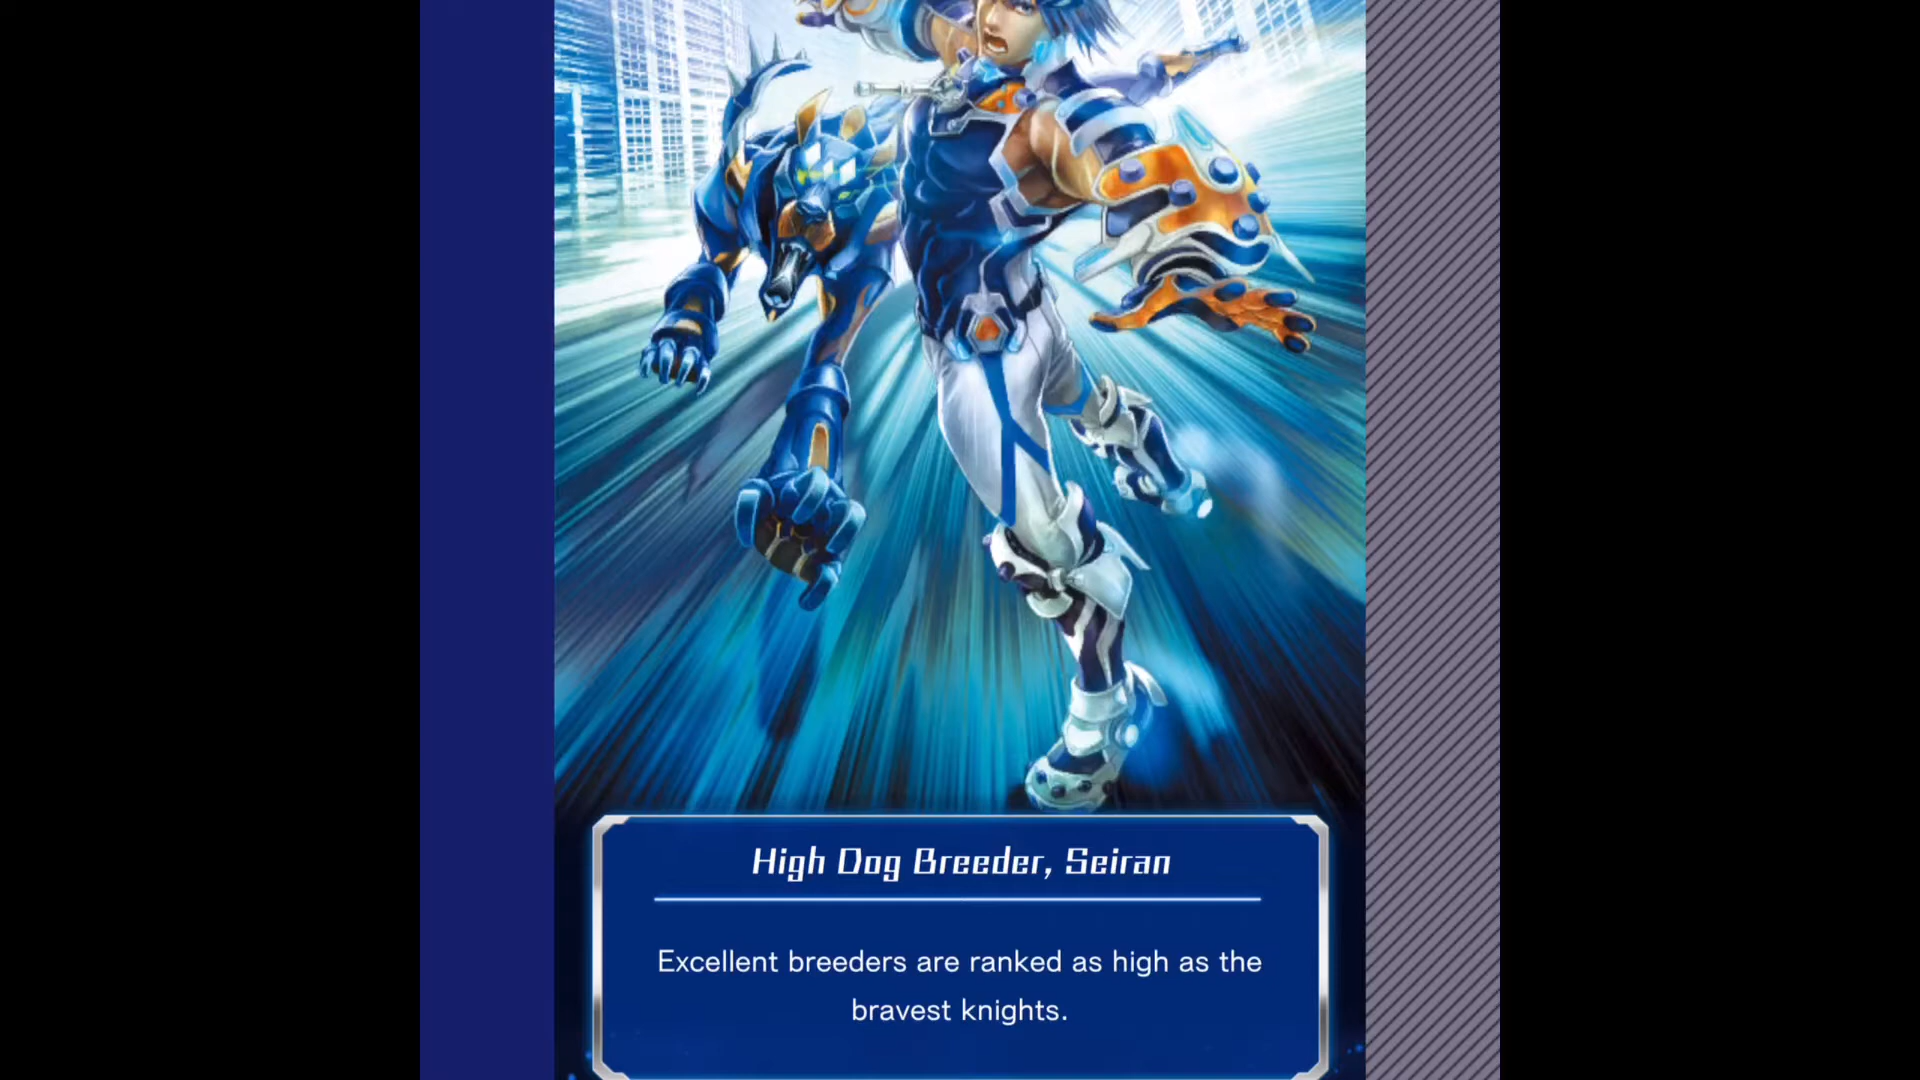 High Dog Breeder, Seiran
Excellent breeders are ranked as high as the
bravest knights.